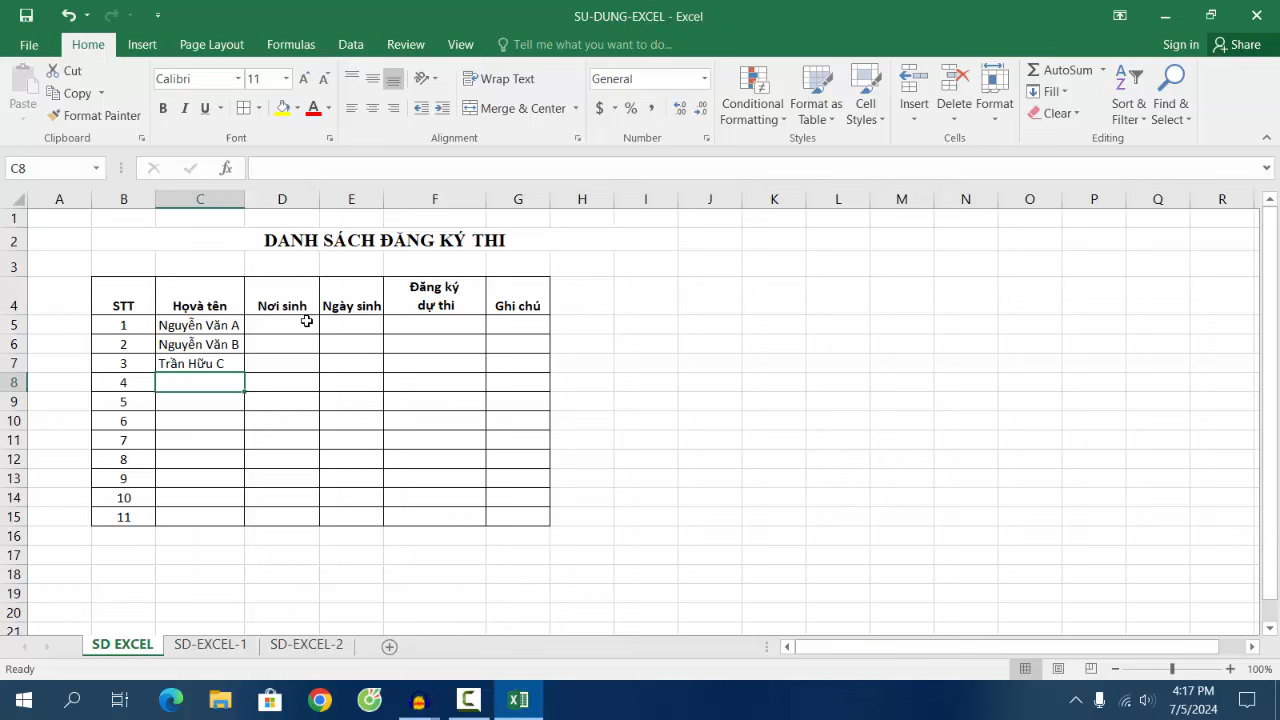 SU-DUNG-EXCEL - Excel
File Home Insert Page Layout Formulas Data Review View Tell me what you want to do... Sign in Share
Paste
Cut
Copy
Format Painter
Clipboard
Calibri 11
B I U
Font
Wrap Text
Merge & Center
Alignment
General
$ % ,
Number
Conditional Formatting
Format as Table
Cell Styles
Styles
Insert Delete Format
Cells
AutoSum
Fill
Clear
Sort & Filter
Find & Select
Editing
C8
fx
A B C D E F G H I J K L M N O P Q R
1
2 DANH SÁCH ĐĂNG KÝ THI
3
4 STT Họvà tên Nơi sinh Ngày sinh Đăng ký dự thi Ghi chú
5 1 Nguyễn Văn A
6 2 Nguyễn Văn B
7 3 Trần Hữu C
8 4
9 5
10 6
11 7
12 8
13 9
14 10
15 11
16
17
18
19
20
21
SD EXCEL SD-EXCEL-1 SD-EXCEL-2
Ready 100%
4:17 PM
7/5/2024